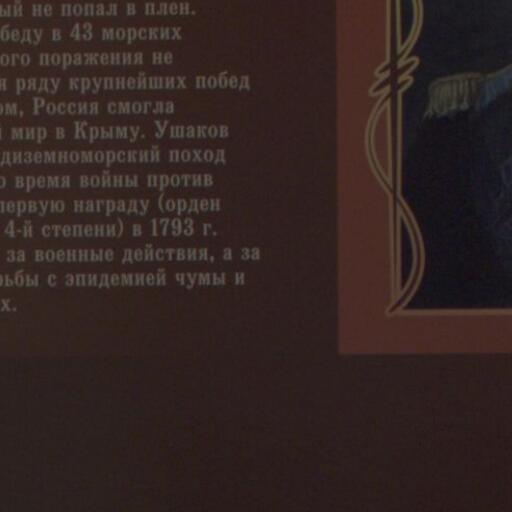 ый не попал в плен.
беду в 43 морских
ого поражения не
я ряду крупнейших побед
ом, Россия смогла
й мир в Крыму. Ушаков
диземноморский поход
о время войны против
первую награду (орден
4-й степени) в 1793 г.
за военные действия, а за
рьбы с эпидемией чумы и
х.